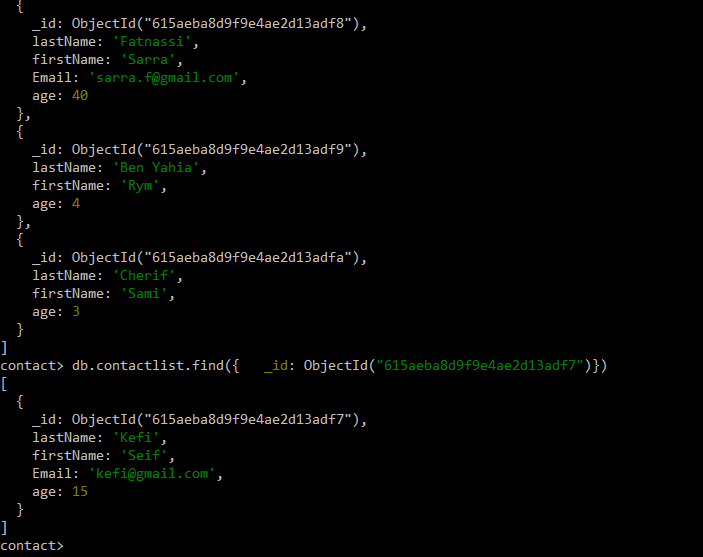 {
    _id: ObjectId("615aeba8d9f9e4ae2d13adf8"),
    lastName: 'Fatnassi',
    firstName: 'Sarra',
    Email: 'sarra.f@gmail.com',
    age: 40
  },
  {
    _id: ObjectId("615aeba8d9f9e4ae2d13adf9"),
    lastName: 'Ben Yahia',
    firstName: 'Rym',
    age: 4
  },
  {
    _id: ObjectId("615aeba8d9f9e4ae2d13adfa"),
    lastName: 'Cherif',
    firstName: 'Sami',
    age: 3
  }
]
contact> db.contactlist.find({   _id: ObjectId("615aeba8d9f9e4ae2d13adf7")})
[
  {
    _id: ObjectId("615aeba8d9f9e4ae2d13adf7"),
    lastName: 'Kefi',
    firstName: 'Seif',
    Email: 'kefi@gmail.com',
    age: 15
  }
]
contact>